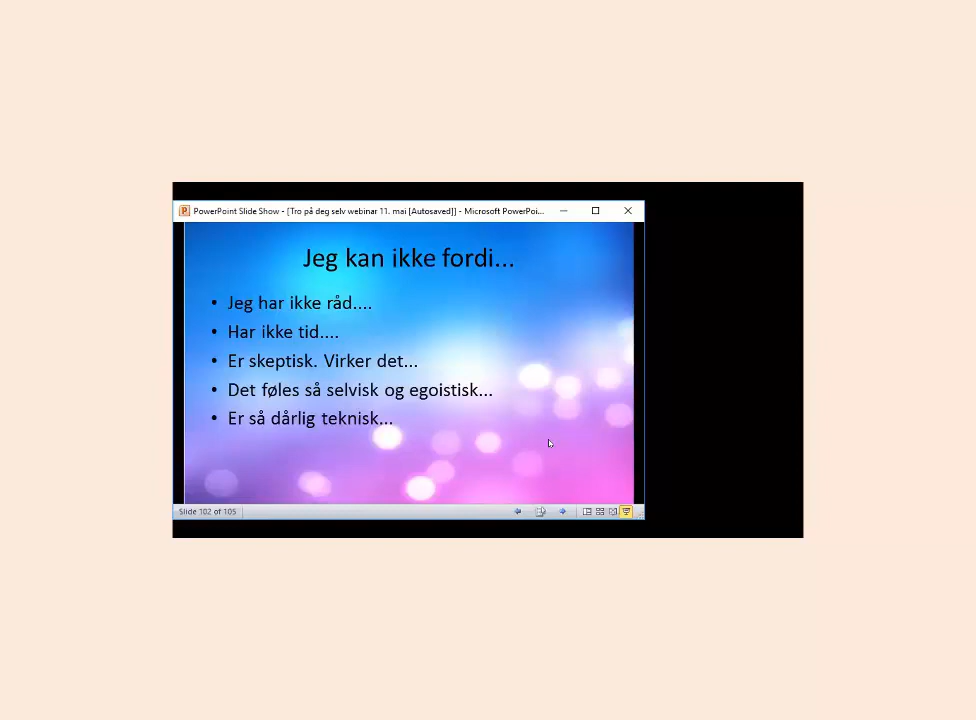 PowerPoint Slide Show - [Tro på deg selv webinar 11. mai [Autosaved]] - Microsoft PowerPoi...
Jeg kan ikke fordi...
• Jeg har ikke råd....
• Har ikke tid....
• Er skeptisk. Virker det...
• Det føles så selvisk og egoistisk...
• Er så dårlig teknisk...
Slide 102 of 105